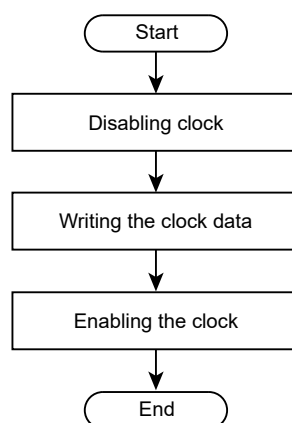 Start
Disabling clock
Writing the clock data
Enabling the clock
End